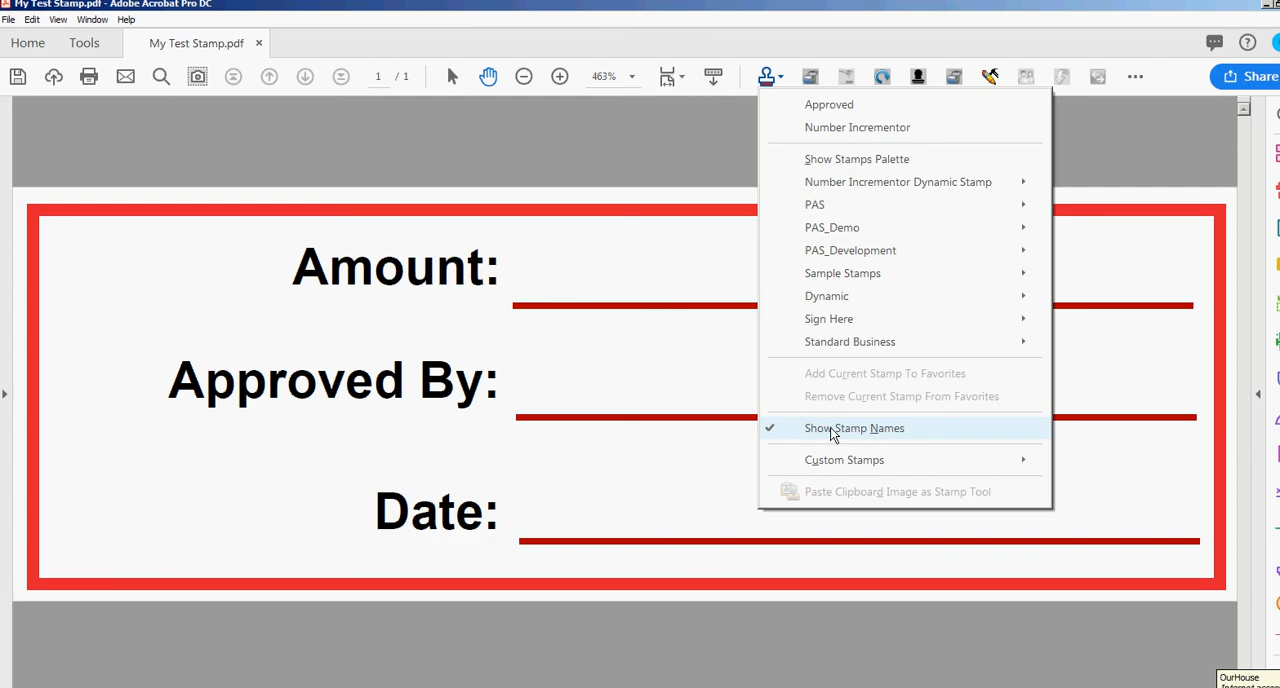 My Test Stamp.pdf - Adobe Acrobat Pro DC
File Edit View Window Help
Home Tools My Test Stamp.pdf ×
1 / 1 463% Share
Approved
Number Incrementor
Show Stamps Palette
Number Incrementor Dynamic Stamp
PAS
PAS_Demo
PAS_Development
Sample Stamps
Dynamic
Sign Here
Standard Business
Add Current Stamp To Favorites
Remove Current Stamp From Favorites
Show Stamp Names
Custom Stamps
Paste Clipboard Image as Stamp Tool
Amount:
Approved By:
Date:
OurHouse
Internet access